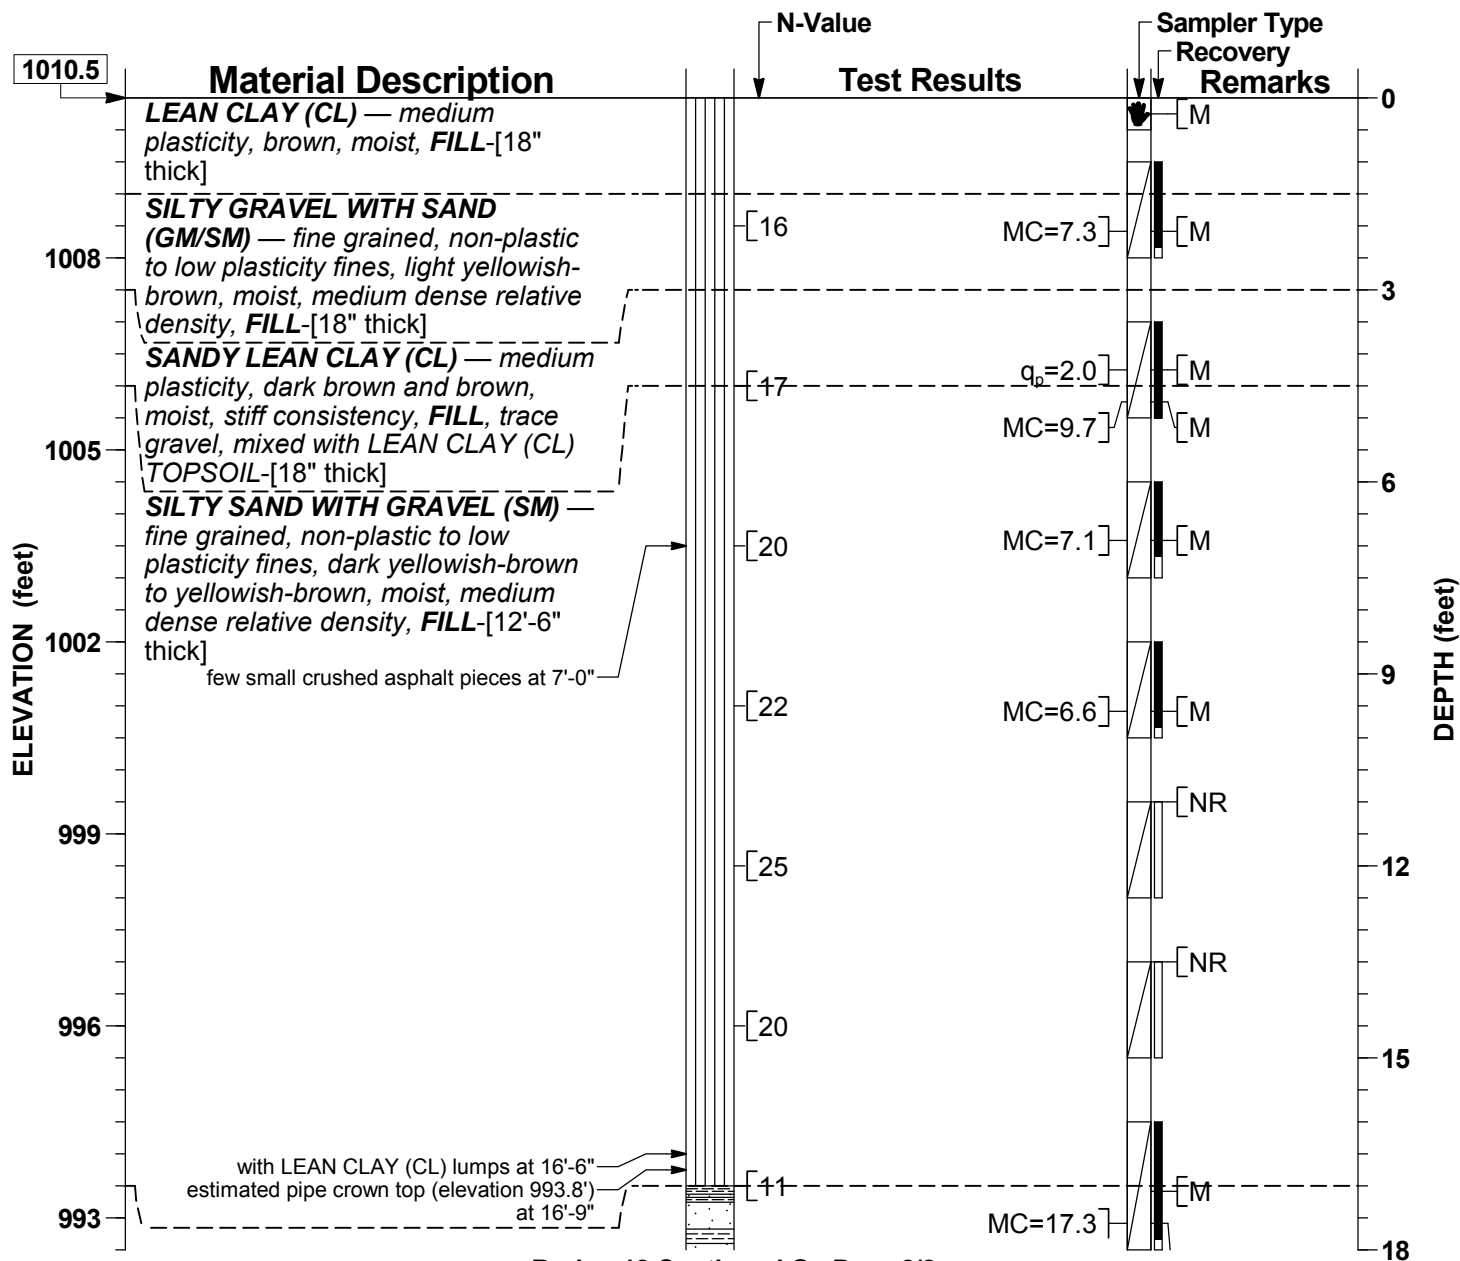 N-Value
Sampler Type
Recovery
1010.5
Material Description
Test Results
Remarks
LEAN CLAY (CL) — medium
plasticity, brown, moist, FILL-[18"
thick]
SILTY GRAVEL WITH SAND
(GM/SM) — fine grained, non-plastic
to low plasticity fines, light yellowish-
brown, moist, medium dense relative
density, FILL-[18" thick]
SANDY LEAN CLAY (CL) — medium
plasticity, dark brown and brown,
moist, stiff consistency, FILL, trace
gravel, mixed with LEAN CLAY (CL)
TOPSOIL-[18" thick]
SILTY SAND WITH GRAVEL (SM) —
fine grained, non-plastic to low
plasticity fines, dark yellowish-brown
to yellowish-brown, moist, medium
dense relative density, FILL-[12'-6"
thick]
few small crushed asphalt pieces at 7'-0"
with LEAN CLAY (CL) lumps at 16'-6"
estimated pipe crown top (elevation 993.8')
at 16'-9"
ELEVATION (feet)
1008
1005
1002
999
996
993
16
17
20
22
25
20
11
MC=7.3
qp=2.0
MC=9.7
MC=7.1
MC=6.6
MC=17.3
M
M
M
M
M
M
NR
NR
M
0
3
6
9
12
15
18
DEPTH (feet)